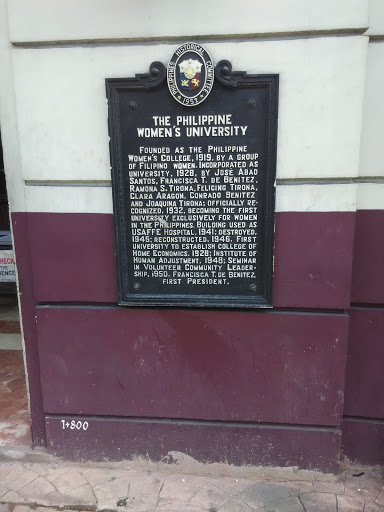 PHILIPPINE HISTORICAL COMMITTEE
1952
THE PHILIPPINE
WOMEN'S UNIVERSITY
FOUNDED AS THE PHILIPPINE
WOMEN'S COLLEGE, 1919, BY A GROUP
OF FILIPINO WOMEN. INCORPORATED AS
UNIVERSITY, 1928, BY JOSE ABAD
SANTOS, FRANCISCA T. DE BENITEZ,
RAMONA S. TIRONA, FELICING TIRONA,
CLARA ARAGON, CONRADO BENITEZ
AND JOAQUINA TIRONA; OFFICIALLY RE-
COGNIZED, 1932, BECOMING THE FIRST
UNIVERSITY EXCLUSIVELY FOR WOMEN
IN THE PHILIPPINES. BUILDING USED AS
USAFFE HOSPITAL, 1941; DESTROYED,
1945; RECONSTRUCTED, 1946. FIRST
UNIVERSITY TO ESTABLISH COLLEGE OF
HOME ECONOMICS, 1928; INSTITUTE OF
HUMAN ADJUSTMENT, 1948; SEMINAR
IN VOLUNTEER COMMUNITY LEADER-
SHIP, 1950. FRANCISCA T. DE BENITEZ,
FIRST PRESIDENT.
1+800